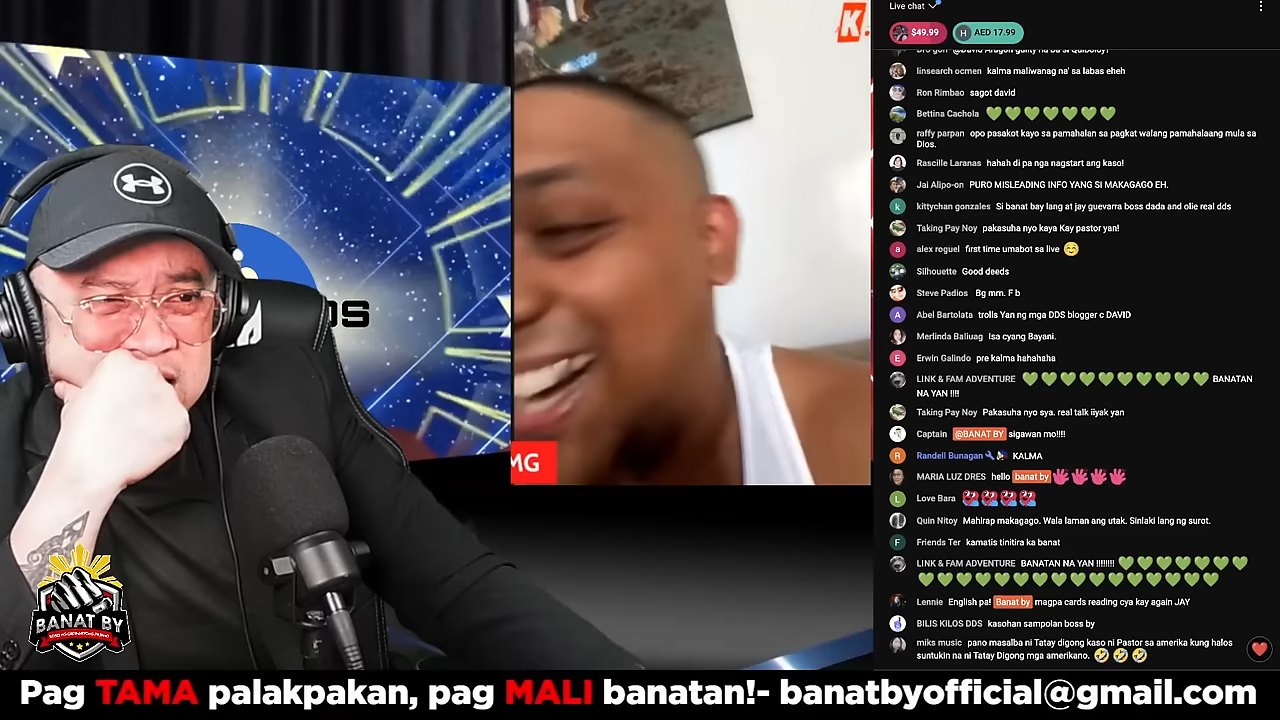 K.
Live chat
$49.99
AED 17.99
linsearch ocmen kalma maliwanag na' sa labas eheh
Ron Rimbao sagot david
Bettina Cachola 💚💚💚💚💚💚💚
raffy parpan opo pasakot kayo sa pamahalan sa pagkat walang pamahalaang mula sa
Dios.
Rascille Laranas hahah di pa nga nagstart ang kaso!
Jai Alipo-on PURO MISLEADING INFO YANG SI MAKAGAGO EH.
kittychan gonzales Si banat bay lang at jay guevarra boss dada and olie real dds
Taking Pay Noy pakasuha nyo kaya Kay pastor yan!
alex roguel first time umabot sa live 😊
Silhouette Good deeds
Steve Padios Bg mm. F b
Abel Bartolata trolls Yan ng mga DDS blogger c DAVID
Merlinda Baliuag Isa cyang Bayani.
Erwin Galindo pre kalma hahahaha
LINK & FAM ADVENTURE 💚💚💚💚💚💚💚💚💚💚 BANATAN
NA YAN !!!!
Taking Pay Noy Pakasuha nyo sya. real talk iiyak yan
Captain @BANAT BY sigawan mo!!!!
Randell Bunagan KALMA
MARIA LUZ DRES hello banat by
Love Bara
Quin Nitoy Mahirap makagago. Wala laman ang utak. Sinlaki lang ng surot.
Friends Ter kamatis tinitira ka banat
LINK & FAM ADVENTURE BANATAN NA YAN !!!!!!!! 💚💚💚💚💚💚💚
💚💚💚💚💚💚💚💚💚💚💚💚💚💚💚💚
Lennie English pa! Banat by magpa cards reading cya kay again JAY
BILIS KILOS DDS kasohan sampolan boss by
miks music pano masalba ni Tatay digong kaso ni Pastor sa amerika kung halos
suntukin na ni Tatay Digong mga amerikano. 🤣🤣🤣
MG
BANAT BY
Pag TAMA palakpakan, pag MALI banatan!- banatbyofficial@gmail.com